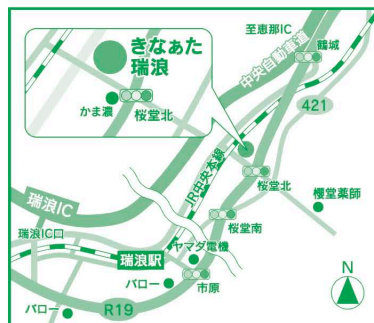 きなぁた
瑞浪
かま濃
桜堂北
至恵那IC
鶴城
中央自動車道
421
JR中央本線
桜堂北
櫻堂薬師
瑞浪IC
桜堂南
瑞浪IC口
ヤマダ電機
瑞浪駅
バロー
市原
N
R19
バロー